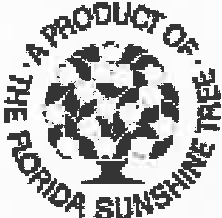 · A PRODUCT OF ·
THE FLORIDA SUNSHINE TREE